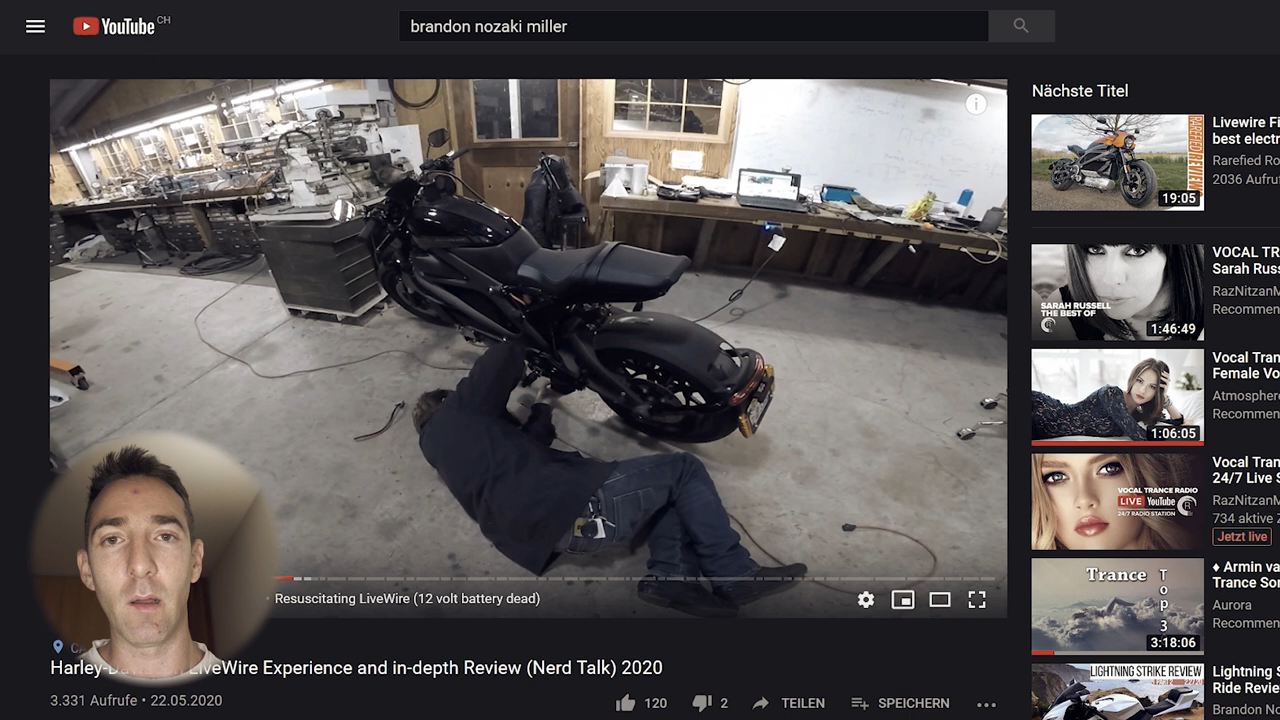 YouTube CH
brandon nozaki miller
Resuscitating LiveWire (12 volt battery dead)
Harley-D LiveWire Experience and in-depth Review (Nerd Talk) 2020
3.331 Aufrufe • 22.05.2020
120
2
TEILEN
SPEICHERN
Nächste Titel
RAREFIED REVIEW
19:05
Livewire Fi
best electr
Rarefied Ro
2036 Aufru
SARAH RUSSELL
THE BEST OF
1:46:49
VOCAL TR
Sarah Russ
RazNitzanM
Recommen
1:06:05
Vocal Tran
Female Vo
Atmosphere
Recommen
VOCAL TRANCE RADIO
LIVE YouTube
24/7 RADIO STATION
Vocal Tran
24/7 Live S
RazNitzanM
734 aktive
Jetzt live
Trance Top 3
3:18:06
♦ Armin va
Trance Son
Aurora
Recommen
LIGHTNING STRIKE REVIEW
Lightning S
Ride Revie
Brandon No